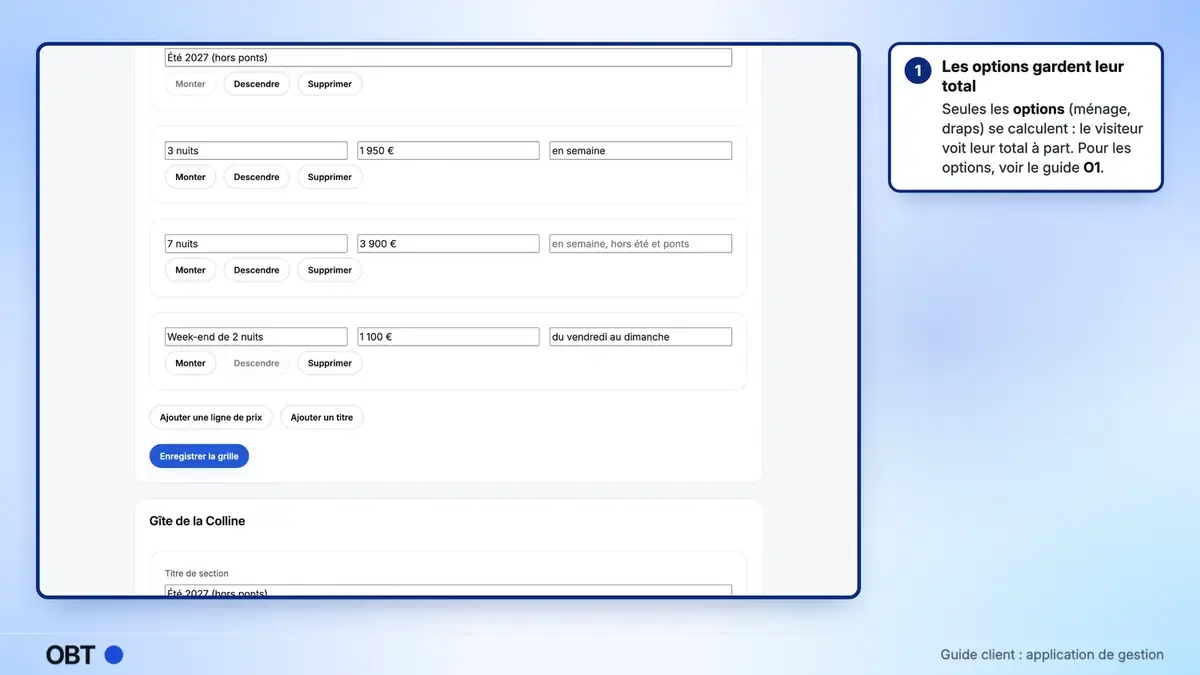 Été 2027 (hors ponts)
Monter Descendre Supprimer
3 nuits 1 950 € en semaine
Monter Descendre Supprimer
7 nuits 3 900 € en semaine, hors été et ponts
Monter Descendre Supprimer
Week-end de 2 nuits 1 100 € du vendredi au dimanche
Monter Descendre Supprimer
Ajouter une ligne de prix Ajouter un titre
Enregistrer la grille
Gîte de la Colline
Titre de section
Été 2027 (hors ponts)
1 Les options gardent leur
total
Seules les options (ménage,
draps) se calculent : le visiteur
voit leur total à part. Pour les
options, voir le guide O1.
OBT
Guide client : application de gestion